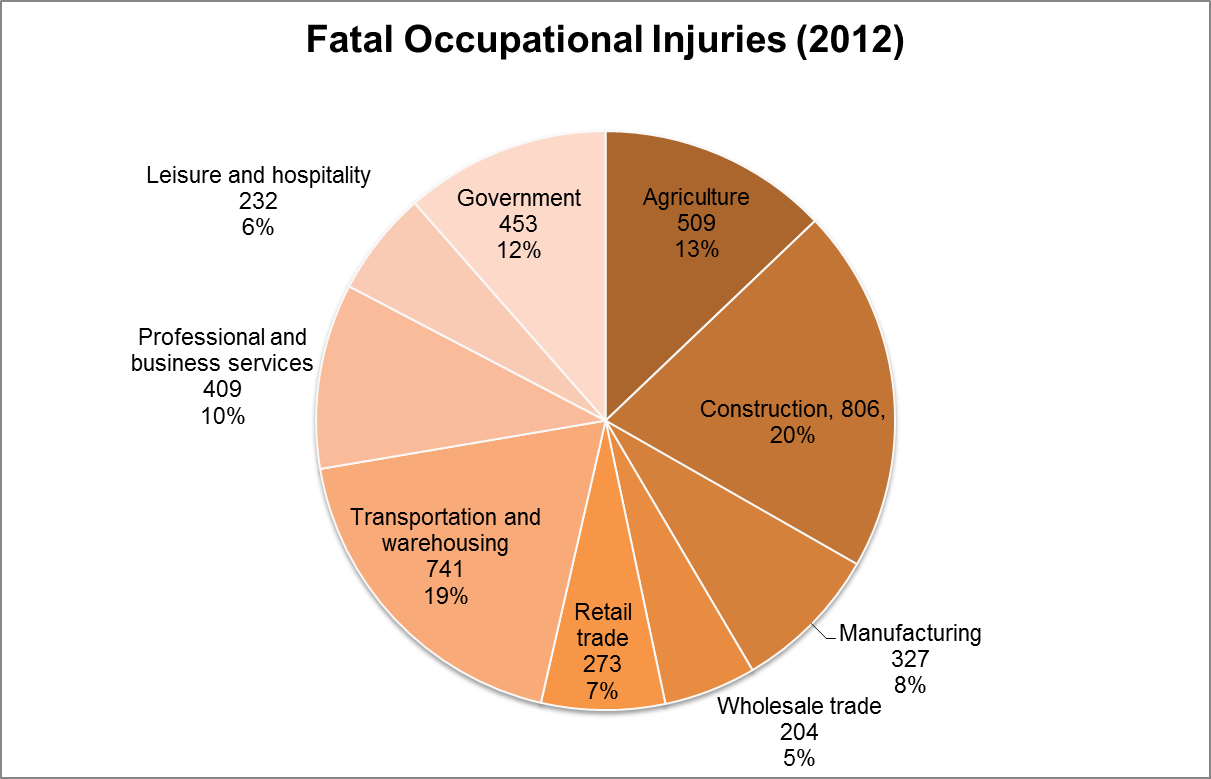 Fatal Occupational Injuries (2012)
Leisure and hospitality
232
6%
Government
453
12%
Agriculture
509
13%
Professional and
business services
409
10%
Construction, 806,
20%
Transportation and
warehousing
741
19%
Retail
trade
273
7%
Manufacturing
327
8%
Wholesale trade
204
5%